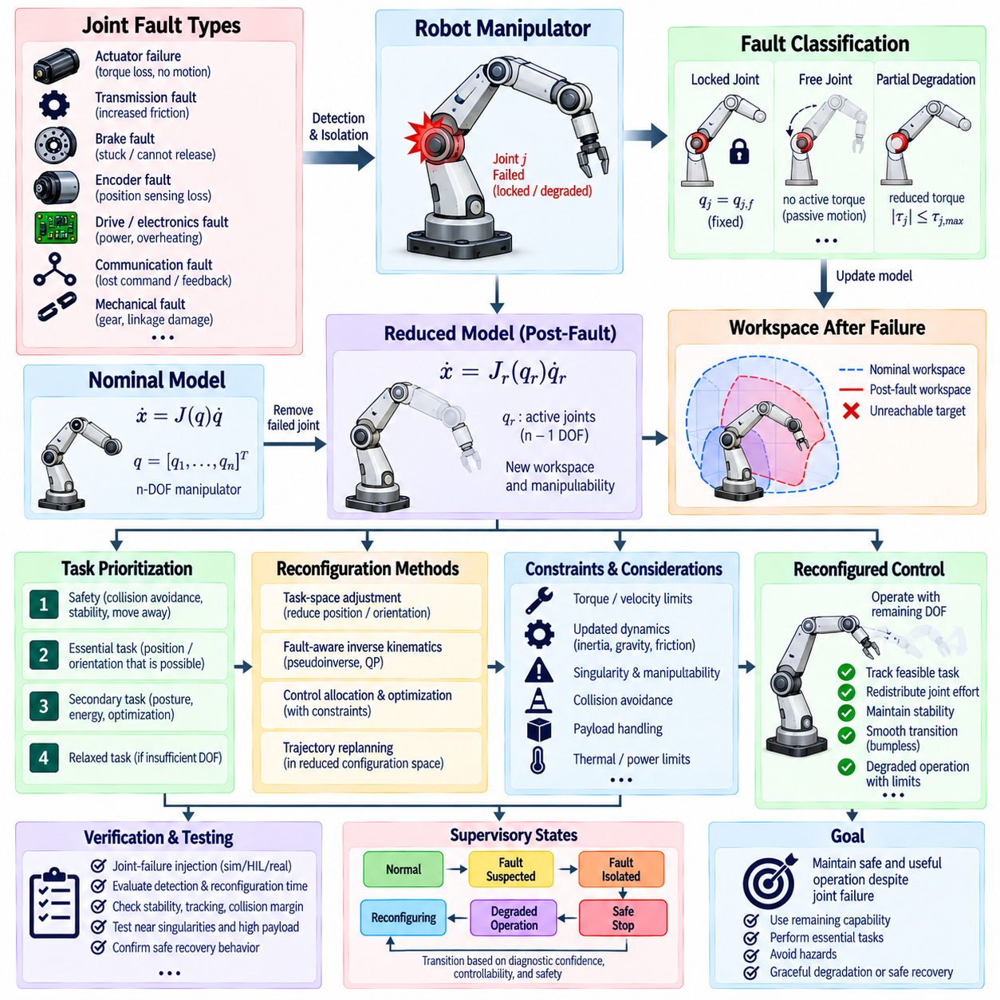 Joint Fault Types
Actuator failure
(torque loss, no motion)
Transmission fault
(increased friction)
Brake fault
(stuck / cannot release)
Encoder fault
(position sensing loss)
Drive / electronics fault
(power, overheating)
Communication fault
(lost command / feedback)
Mechanical fault
(gear, linkage damage)
...
Detection
& Isolation
Robot Manipulator
Joint j
Failed
(locked / degraded)
Fault Classification
Locked Joint
q_j = q_{j,f}
(fixed)
Free Joint
no active torque
(passive motion)
Partial Degradation
reduced torque
|τ_j| ≤ τ_{j,max}
...
Update model
Nominal Model
ẋ = J(q)q̇
q = [q_1, . . . , q_n]^T
n-DOF manipulator
Remove
failed joint
Reduced Model (Post-Fault)
ẋ = J_r(q_r)q̇_r
q_r : active joints
(n – 1 DOF)
New workspace
and manipultability
Workspace After Failure
Nominal workspace
Post-fault workspace
Unreachable target
Task Prioritization
1 Safety (collision avoidance,
stability, move away)
2 Essential task (position /
orientation that is possible)
3 Secondary task (posture,
energy, optimization)
4 Relaxed task (if insufficient DOF)
Reconfiguration Methods
Task-space adjustment
(reduce position / orientation)
Fault-aware inverse kinematics
(pseudoinverse, QP)
Control allocation & optimization
(with constraints)
Trajectory replanning
(in reduced configuration space)
Constraints & Considerations
Torque / velocity limits
Updated dynamics
(inertia, gravity, friction)
Singularity & manipultability
Collision avoidance
Payload handling
Thermal / power limits
...
Reconfigured Control
Operate with
remaining DOF
Track feasible task
Redistribute joint effort
Maintain stability
Smooth transition
(bumpless)
Degraded operation
with limits
...
Verification & Testing
Joint-failure injection (sim/HIL/real)
Evaluate detection & reconfiguration time
Check stability, tracking, collision margin
Test near singularities and high payload
Confirm safe recovery behavior
...
Supervisory States
Normal
Fault
Suspected
Fault
Isolated
Reconfiguring
Degraded
Operation
Safe
Stop
Transition based on diagnostic confidence,
controllability, and safety
Goal
Maintain safe and useful
operation despite
joint failure
Use remaining capability
Perform essential tasks
Avoid hazards
Graceful degradation or safe recovery